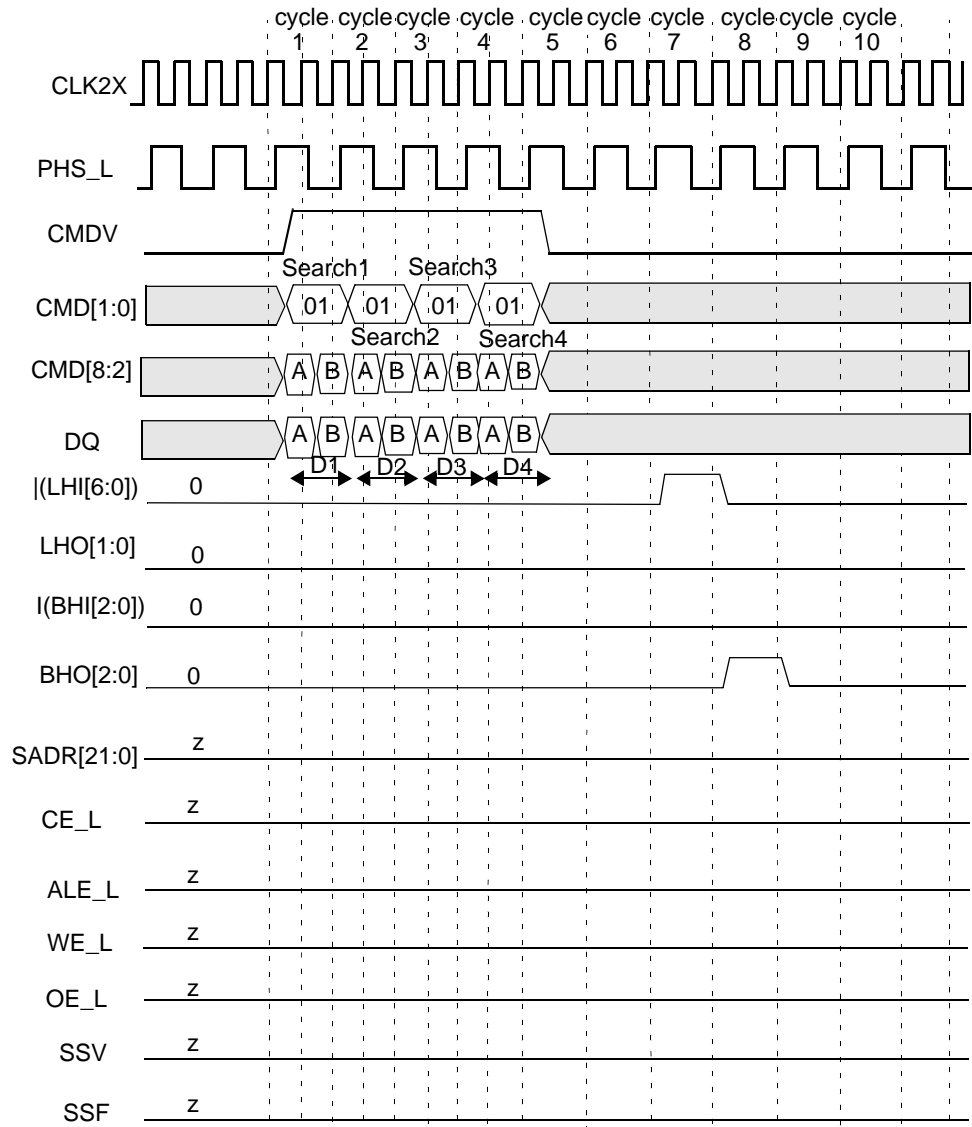 cycle cycle cycle cycle cycle cycle cycle cycle cycle cycle
1 2 3 4 5 6 7 8 9 10
CLK2X
PHS_L
CMDV
Search1 Search3
CMD[1:0] 01 01 01 01
Search2 Search4
CMD[8:2] A B A B A B A B
DQ A B A B A B A B
D1 D2 D3 D4
|(LHI[6:0]) 0
LHO[1:0] 0
I(BHI[2:0]) 0
BHO[2:0] 0
SADR[21:0] z
CE_L z
ALE_L z
WE_L z
OE_L z
SSV z
SSF z